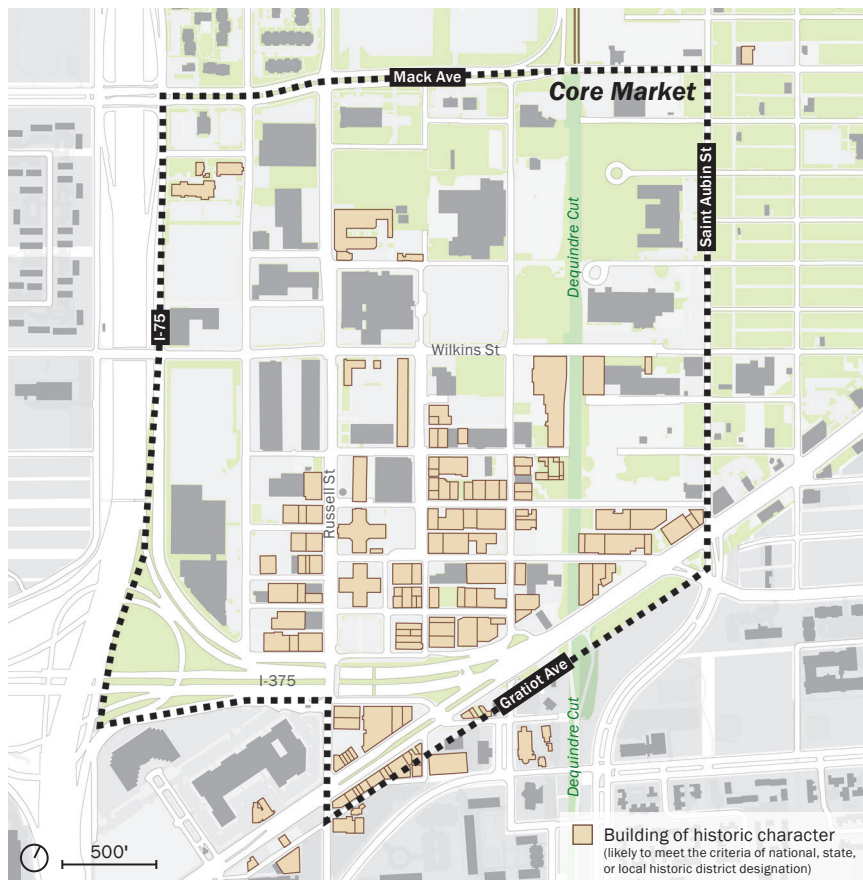 Mack Ave
Core Market
Saint Aubin St
Dequindre Cut
I-75
Wilkins St
Russell St
I-375
Gratiot Ave
Dequindre Cut
500'
Building of historic character
(likely to meet the criteria of national, state,
or local historic district designation)